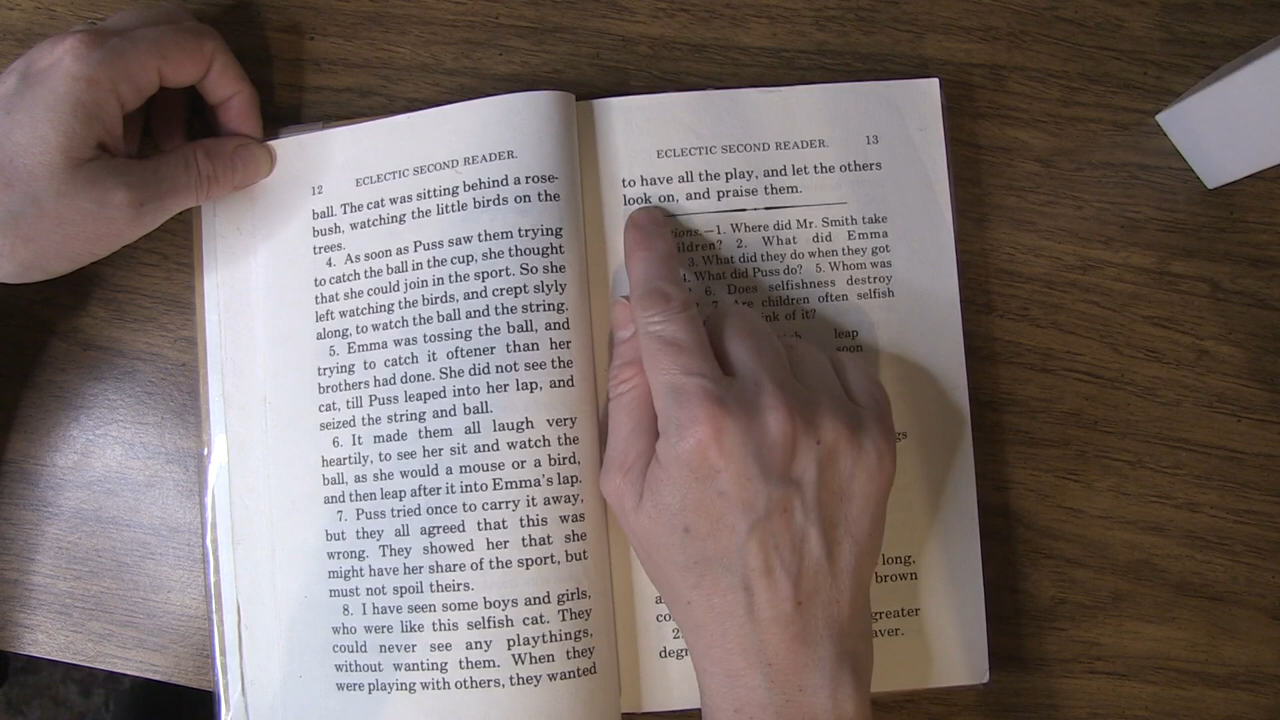 12 ECLECTIC SECOND READER.
ball. The cat was sitting behind a rose-
bush, watching the little birds on the
trees.
4. As soon as Puss saw them trying
to catch the ball in the cup, she thought
that she could join in the sport. So she
left watching the birds, and crept slyly
along, to watch the ball and the string.
5. Emma was tossing the ball, and
trying to catch it oftener than her
brothers had done. She did not see the
cat, till Puss leaped into her lap, and
seized the string and ball.
6. It made them all laugh very
heartily, to see her sit and watch the
ball, as she would a mouse or a bird,
and then leap after it into Emma's lap.
7. Puss tried once to carry it away,
but they all agreed that this was
wrong. They showed her that she
might have her share of the sport, but
must not spoil theirs.
8. I have seen some boys and girls,
who were like this selfish cat. They
could never see any playthings,
without wanting them. When they
were playing with others, they wanted
ECLECTIC SECOND READER. 13
to have all the play, and let the others
look on, and praise them.
—1. Where did Mr. Smith take
2. What did Emma
3. What did they do when they got
4. What did Puss do? 5. Whom was
6. Does selfishness destroy
7. Are children often selfish
of it?
leap
soon
long,
brown
greater
2